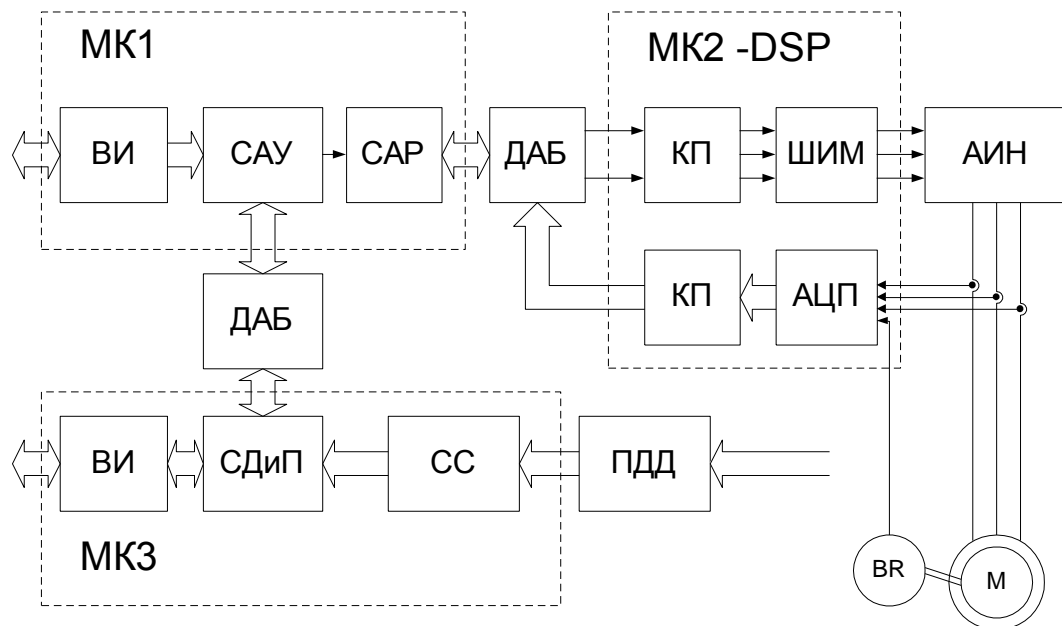 МК1
МК2 -DSP
ВИ
САУ
САР
ДАБ
КП
ШИМ
АИН
КП
АЦП
ДАБ
ВИ
СДиП
СС
ПДД
МК3
BR
М